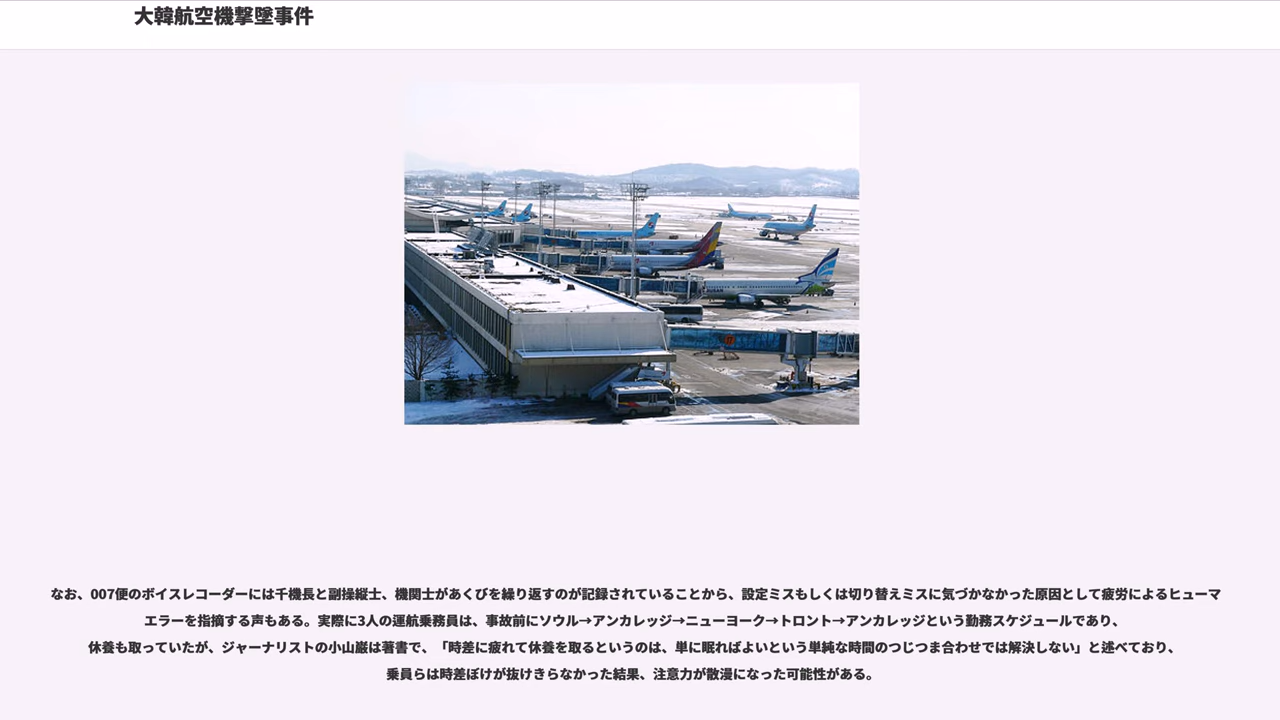 大韓航空機撃墜事件
BUSAN
なお、007便のボイスレコーダーには千機長と副操縦士、機関士があくびを繰り返すのが記録されていることから、設定ミスもしくは切り替えミスに気づかなかった原因として疲労によるヒューマ
エラーを指摘する声もある。実際に3人の運航乗務員は、事故前にソウル→アンカレッジ→ニューヨーク→トロント→アンカレッジという勤務スケジュールであり、
休養も取っていたが、ジャーナリストの小山巌は著書で、「時差に疲れて休養を取るというのは、単に眠ればよいという単純な時間のつじつま合わせでは解決しない」と述べており、
乗員らは時差ぼけが抜けきらなかった結果、注意力が散漫になった可能性がある。